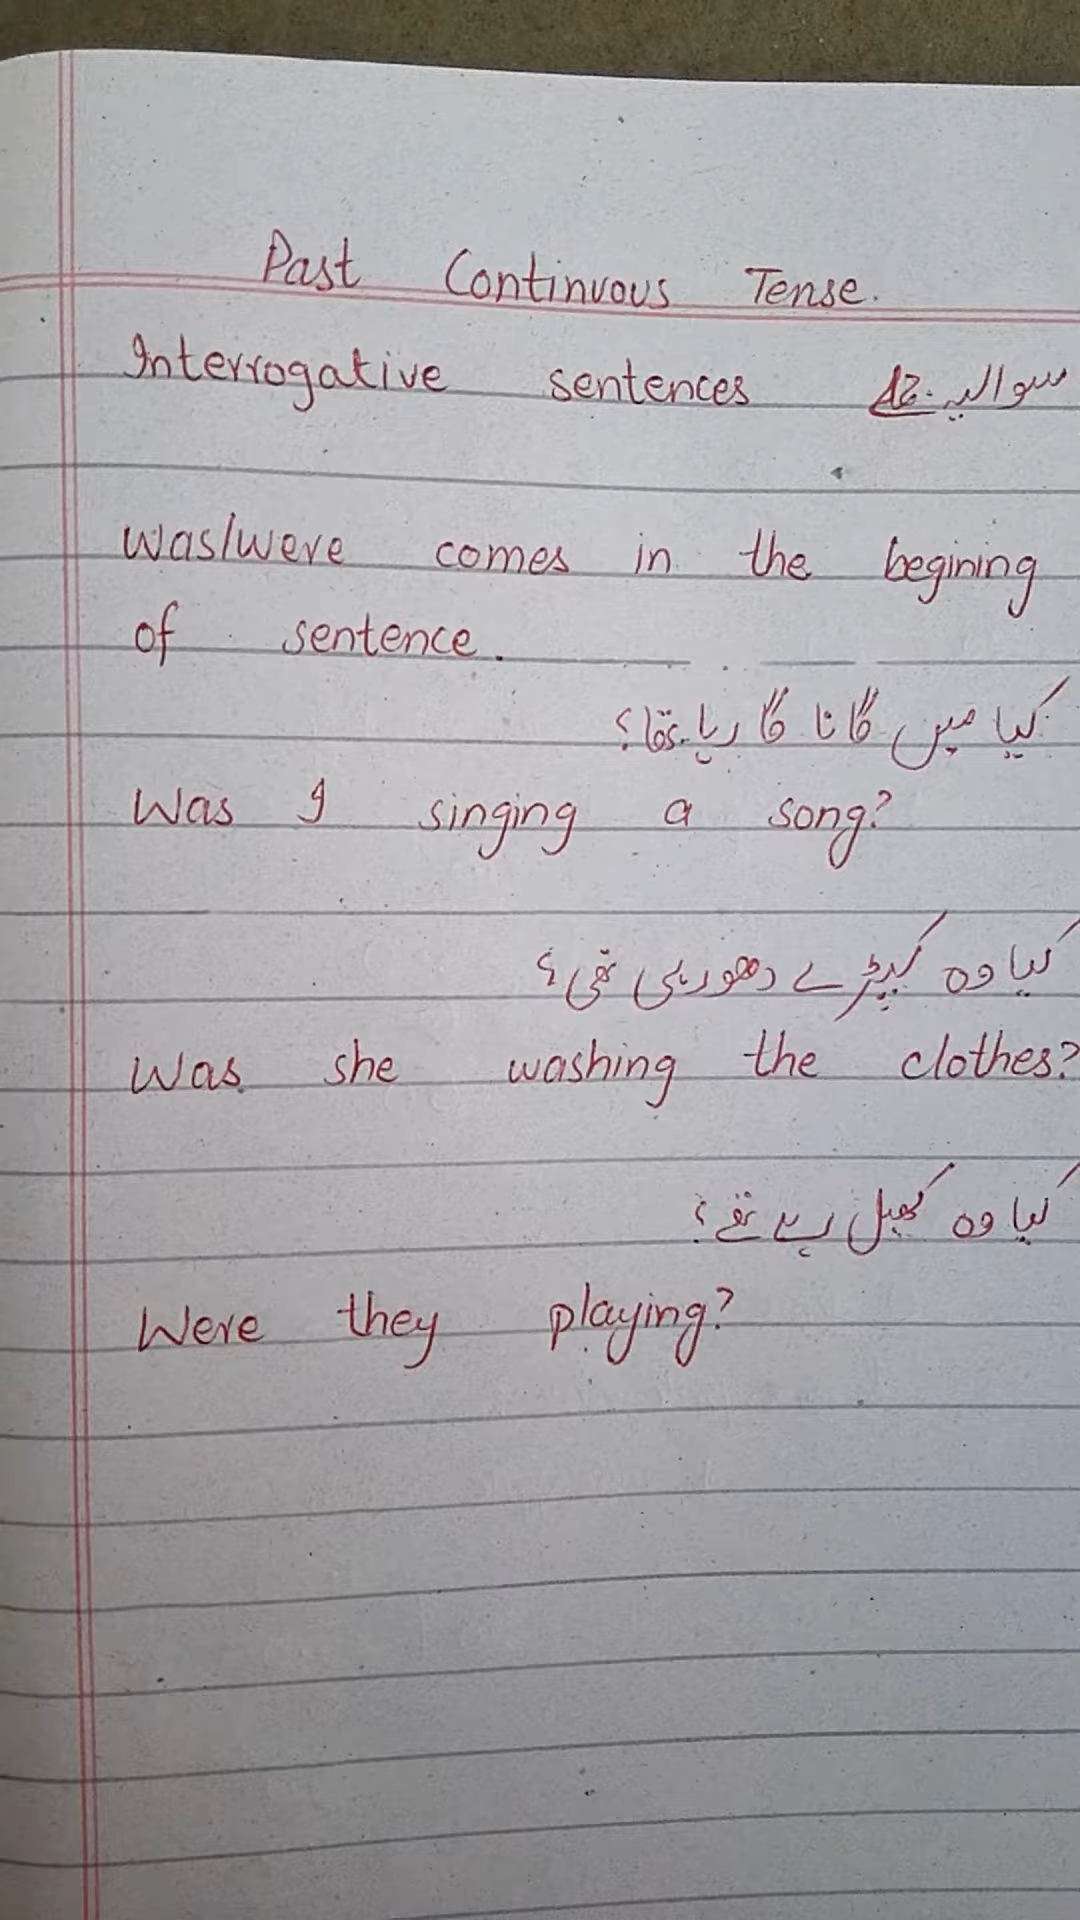 Past Continuous Tense.
Interrogative sentences سوالیہ جملے
Was/were comes in the begining
of sentence.
کیا میں گانا گا رہا تھا؟
Was I singing a song?
کیا وہ کپڑے دھو رہی تھی؟
Was she washing the clothes?
کیا وہ کھیل رہے تھے؟
Were they playing?